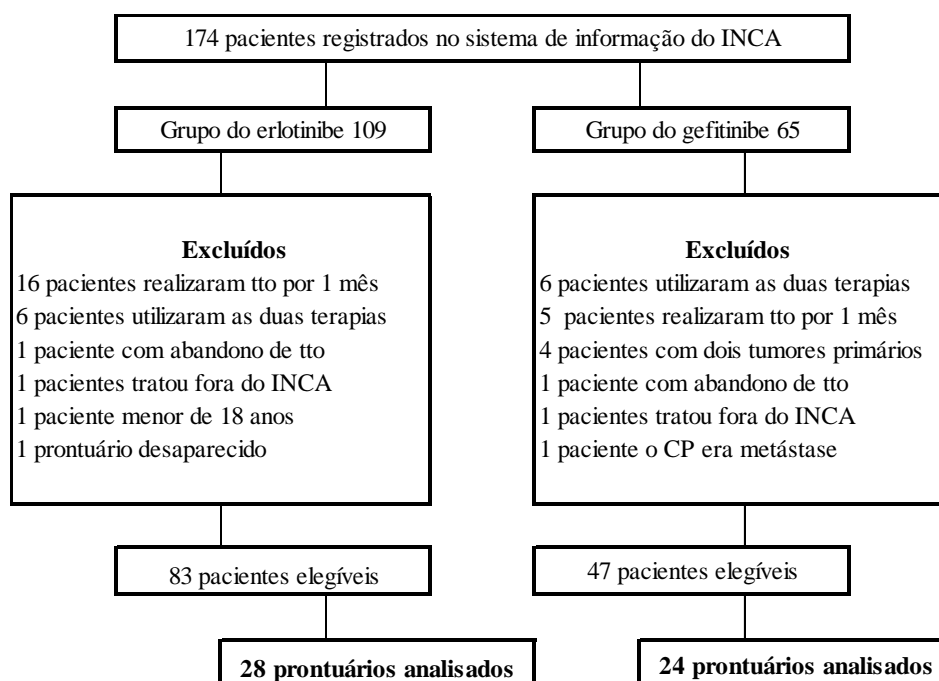 174 pacientes registrados no sistema de informação do INCA
Grupo do erlotinibe 109
Grupo do gefitinibe 65
Excluídos
16 pacientes realizaram tto por 1 mês
6 pacientes utilizaram as duas terapias
1 paciente com abandono de tto
1 pacientes tratou fora do INCA
1 paciente menor de 18 anos
1 prontuário desaparecido
Excluídos
6 pacientes utilizaram as duas terapias
5 pacientes realizaram tto por 1 mês
4 pacientes com dois tumores primários
1 paciente com abandono de tto
1 pacientes tratou fora do INCA
1 paciente o CP era metástase
83 pacientes elegíveis
47 pacientes elegíveis
28 prontuários analisados
24 prontuários analisados